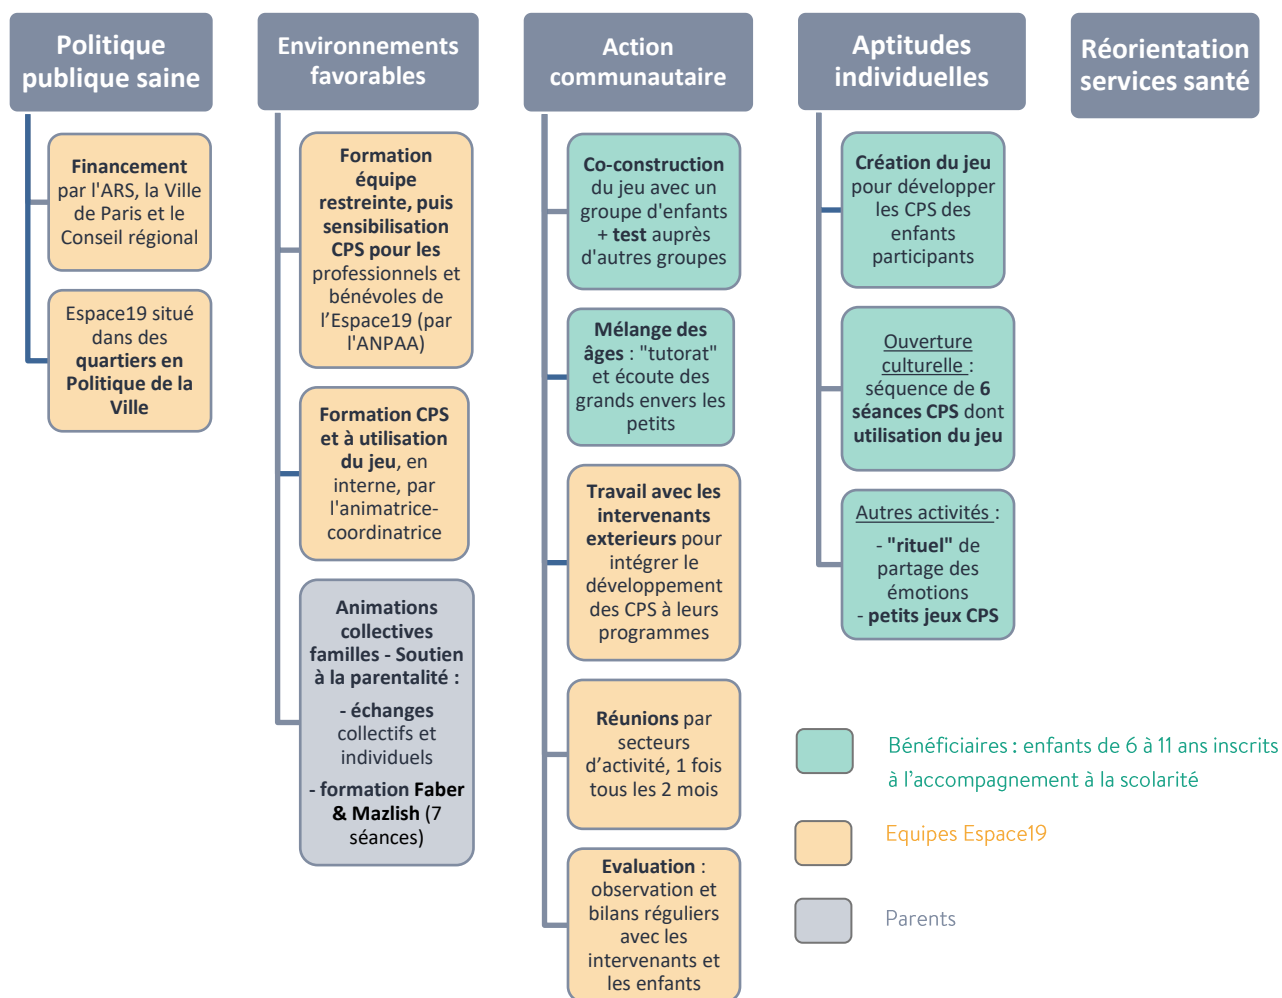 Politique
publique saine
Financement
par l'ARS, la Ville
de Paris et le
Conseil régional
Espace19 situé
dans des
quartiers en
Politique de la
Ville
Environnements
favorables
Formation
équipe
restreinte, puis
sensibilisation
CPS pour les
professionnels et
bénévoles de
l’Espace19 (par
l'ANPAA)
Formation CPS
et à utilisation
du jeu, en
interne, par
l'animatrice-
coordinatrice
Animations
collectives
familles - Soutien
à la parentalité :
- échanges
collectifs et
individuels
- formation Faber
& Mazlish (7
séances)
Action
communautaire
Co-construction
du jeu avec un
groupe d'enfants
+ test auprès
d'autres groupes
Mélange des
âges : "tutorat"
et écoute des
grands envers les
petits
Travail avec les
intervenants
exterieurs pour
intégrer le
développement
des CPS à leurs
programmes
Réunions par
secteurs
d’activité, 1 fois
tous les 2 mois
Evaluation :
observation et
bilans réguliers
avec les
intervenants et
les enfants
Aptitudes
individuelles
Création du jeu
pour développer
les CPS des
enfants
participants
Ouverture
culturelle :
séquence de 6
séances CPS dont
utilisation du jeu
Autres activités :
- "rituel" de
partage des
émotions
- petits jeux CPS
Réorientation
services santé
Bénéficiaires : enfants de 6 à 11 ans inscrits
à l’accompagnement à la scolarité
Equipes Espace19
Parents